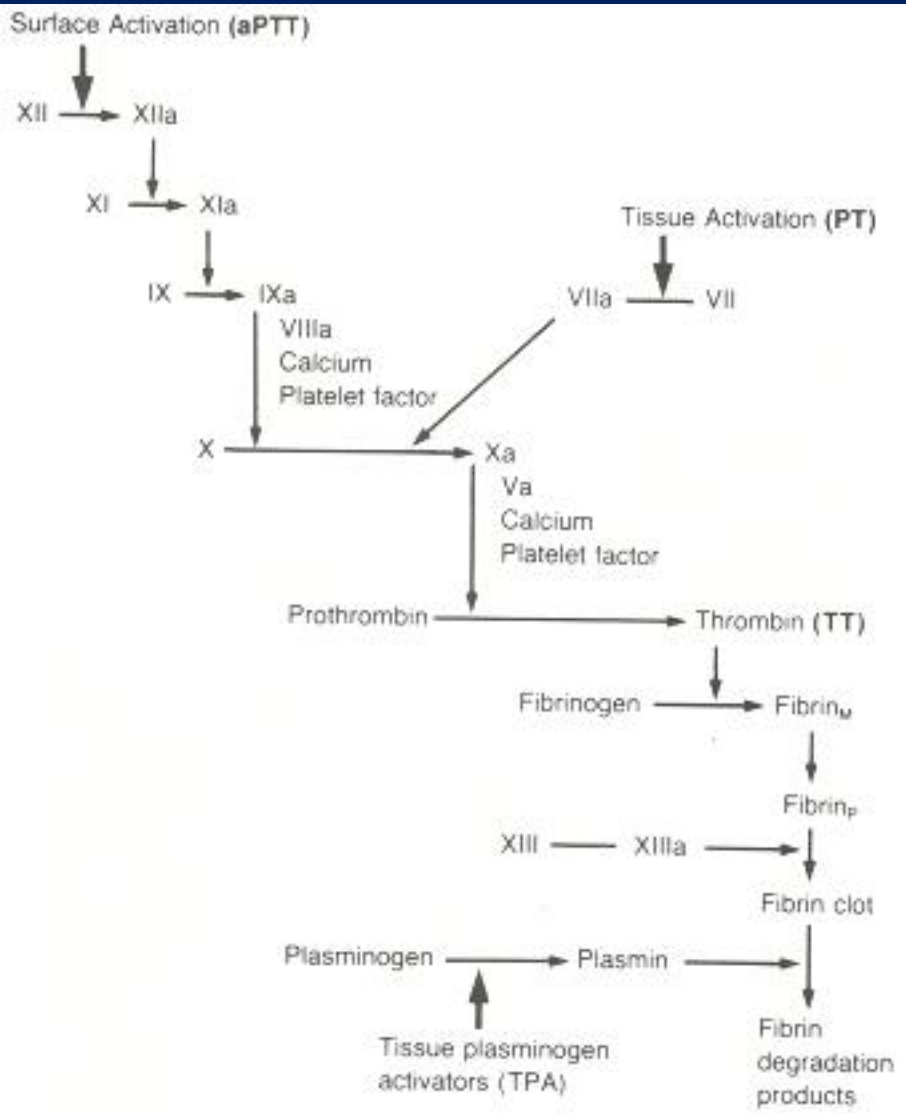 Surface Activation (aPTT)
XII XIIa
XI XIa
Tissue Activation (PT)
IX IXa
VIIa VII
VIIIa
Calcium
Platelet factor
X Xa
Va
Calcium
Platelet factor
Prothrombin Thrombin (TT)
Fibrinogen FibrinM
FibrinP
XIII XIIIa
Fibrin clot
Plasminogen Plasmin
Tissue plasminogen
activators (TPA)
Fibrin
degradation
products